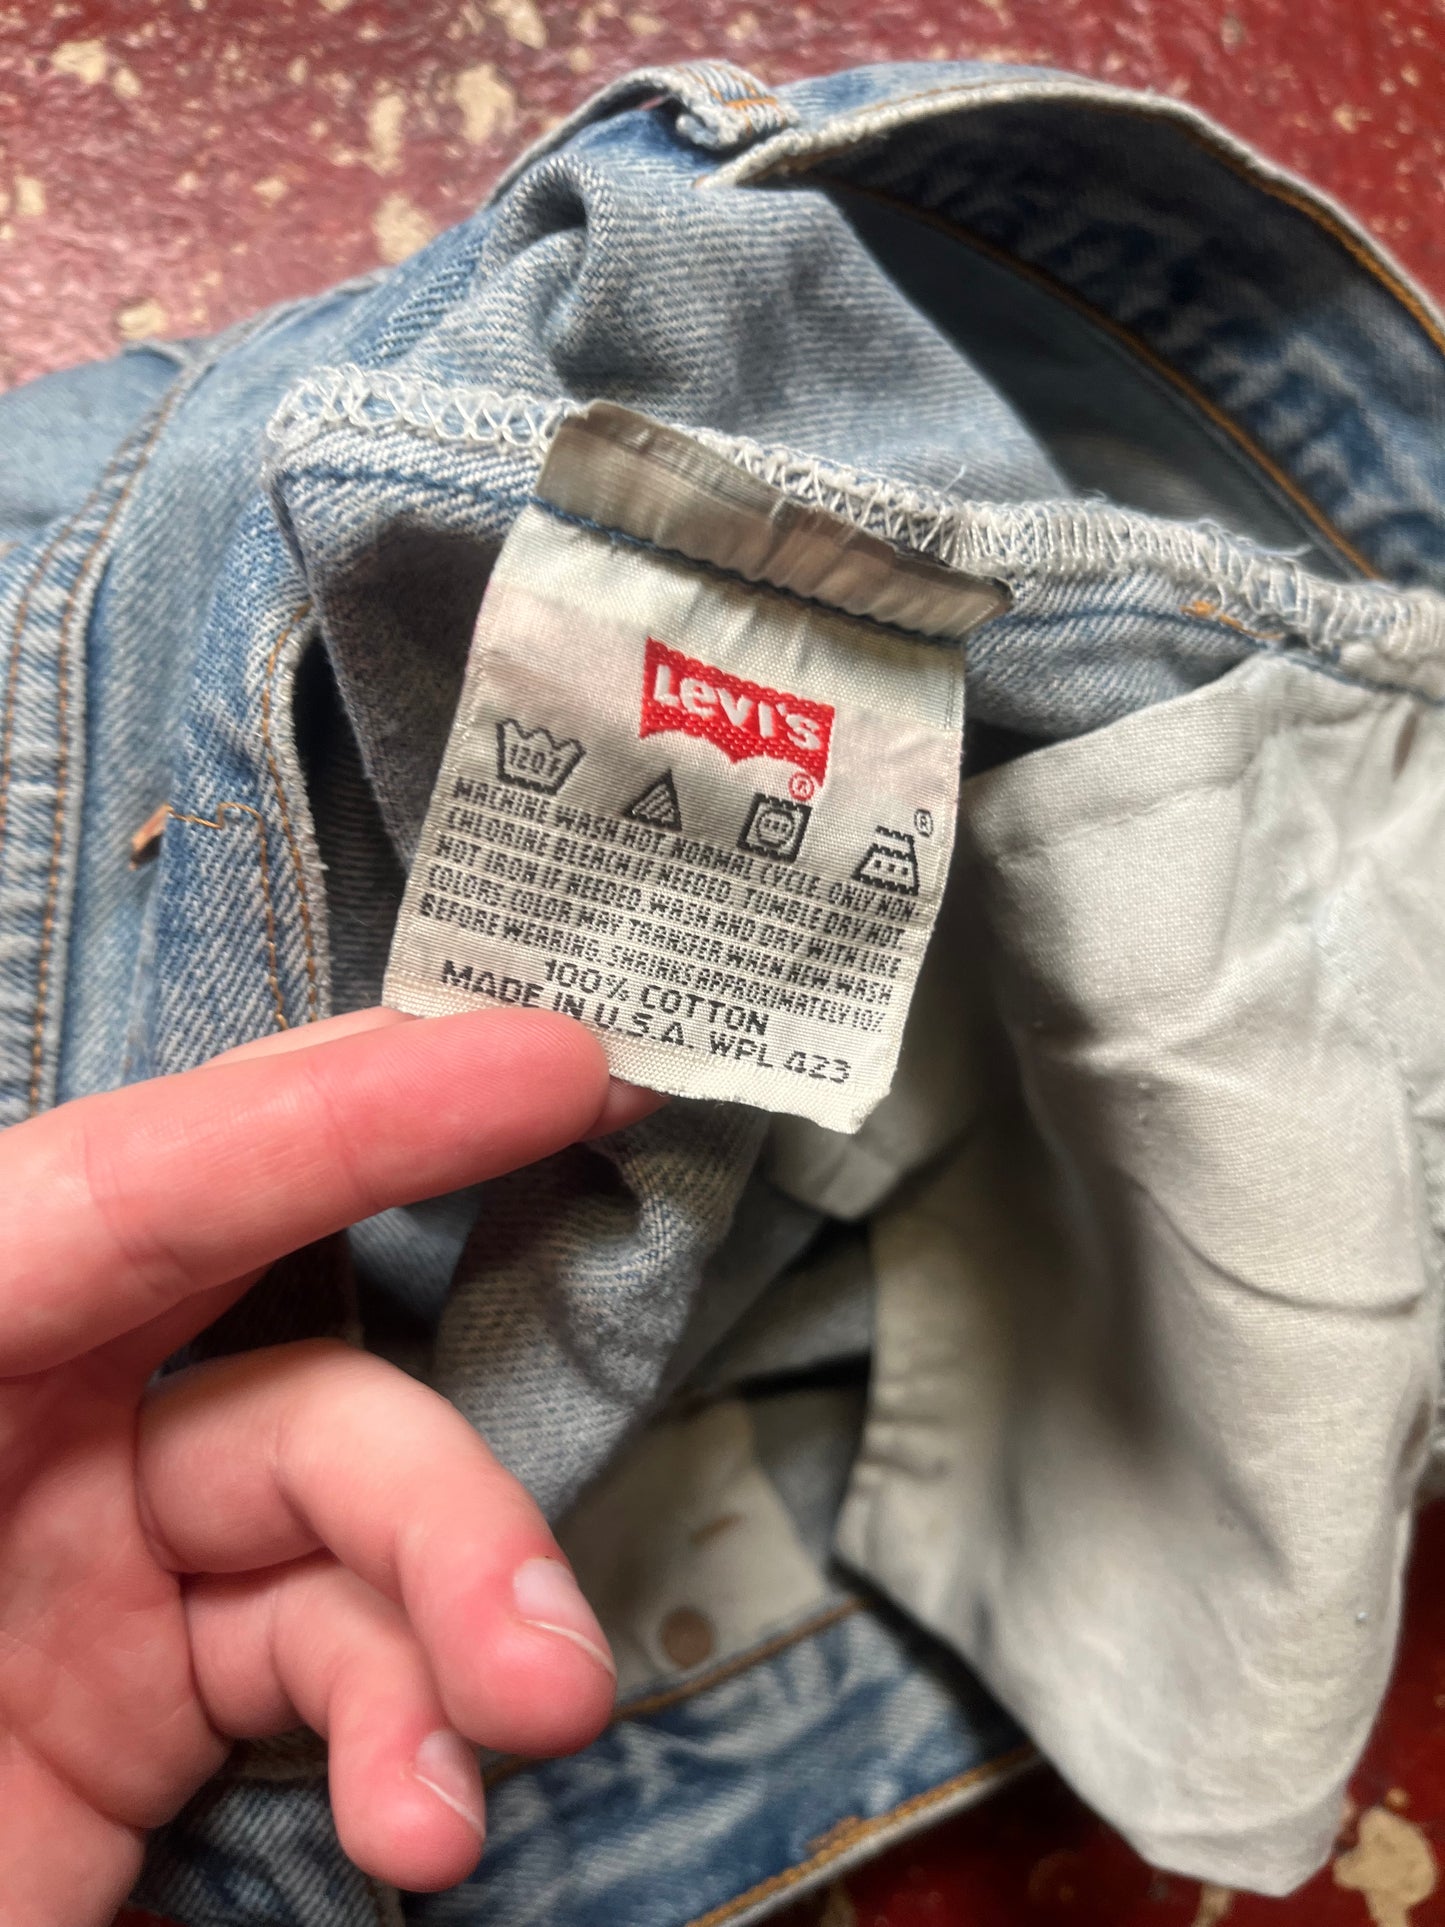 Levi's
®
120F
®
MACHINE WASH HOT NORMAL CYCLE. ONLY NON
CHLORINE BLEACH IF NEEDED. TUMBLE DRY HOT.
HOT IRON IF NEEDED. WASH AND DRY WITH LIKE
COLORS. COLOR MAY TRANSFER WHEN NEW. WASH
BEFORE WEARING. SHRINKS APPROXIMATELY 10%
100% COTTON
MADE IN U.S.A. WPL 423